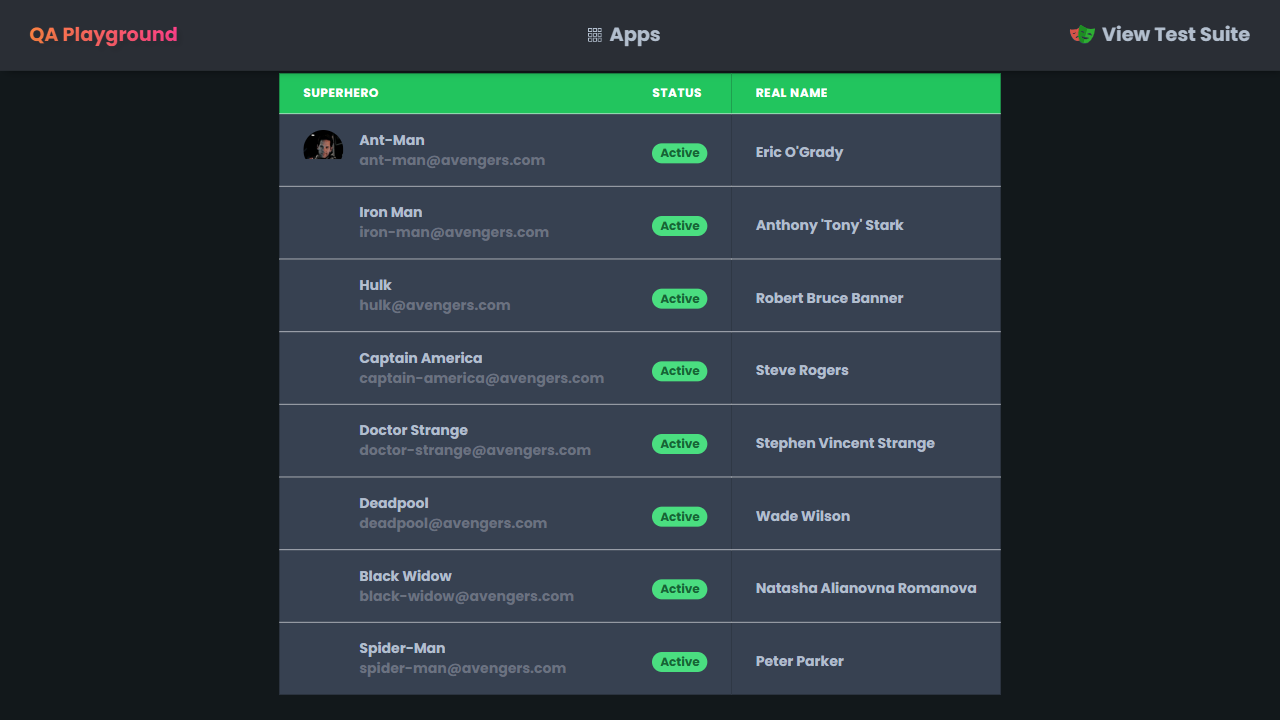 QA Playground
Apps
View Test Suite
SUPERHERO STATUS REAL NAME
Ant-Man
ant-man@avengers.com
Active
Eric O'Grady
Iron Man
iron-man@avengers.com
Active
Anthony 'Tony' Stark
Hulk
hulk@avengers.com
Active
Robert Bruce Banner
Captain America
captain-america@avengers.com
Active
Steve Rogers
Doctor Strange
doctor-strange@avengers.com
Active
Stephen Vincent Strange
Deadpool
deadpool@avengers.com
Active
Wade Wilson
Black Widow
black-widow@avengers.com
Active
Natasha Alianovna Romanova
Spider-Man
spider-man@avengers.com
Active
Peter Parker